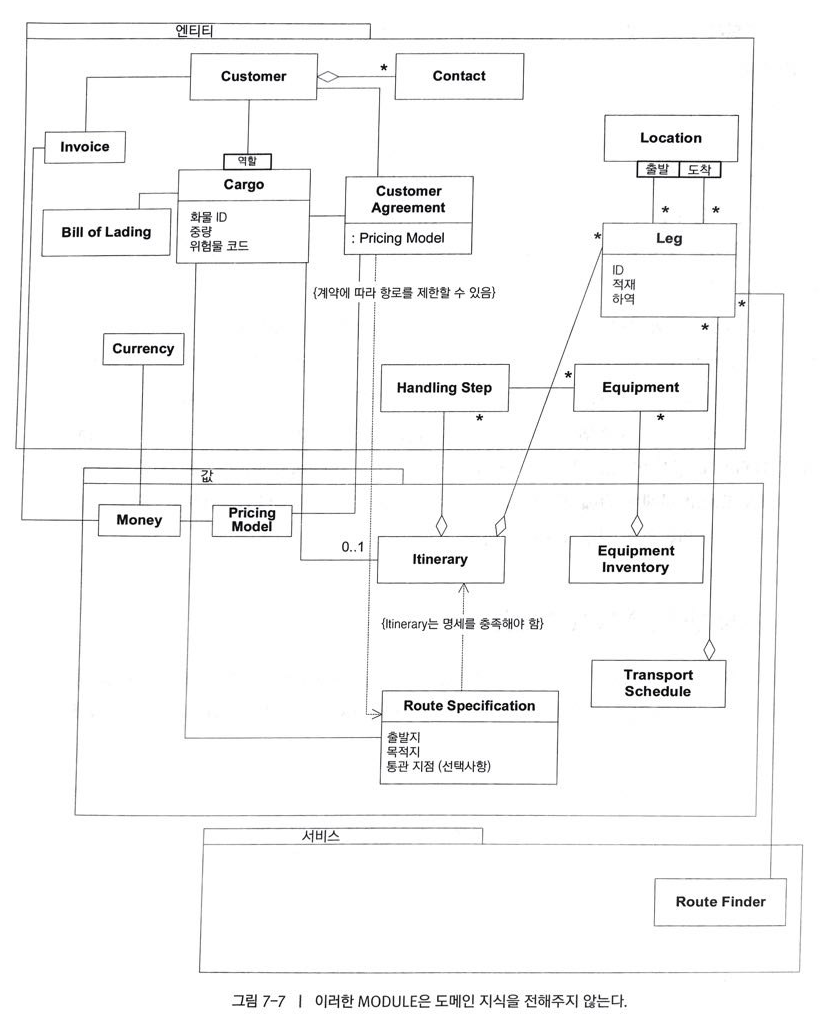 엔티티
Customer
*
Contact
Invoice
Location
역할
출발
도착
Cargo
화물 ID
중량
위험물 코드
Customer
Agreement
: Pricing Model
Bill of Lading
*
*
*
Leg
ID
적재
하역
*
*
{계약에 따라 항로를 제한할 수 있음}
Currency
Handling Step
*
*
Equipment
*
값
Money
Pricing
Model
0..1
Itinerary
Equipment
Inventory
{Itinerary는 명세를 충족해야 함}
Transport
Schedule
Route Specification
출발지
목적지
통관 지점 (선택사항)
서비스
Route Finder
그림 7-7 | 이러한 MODULE은 도메인 지식을 전해주지 않는다.